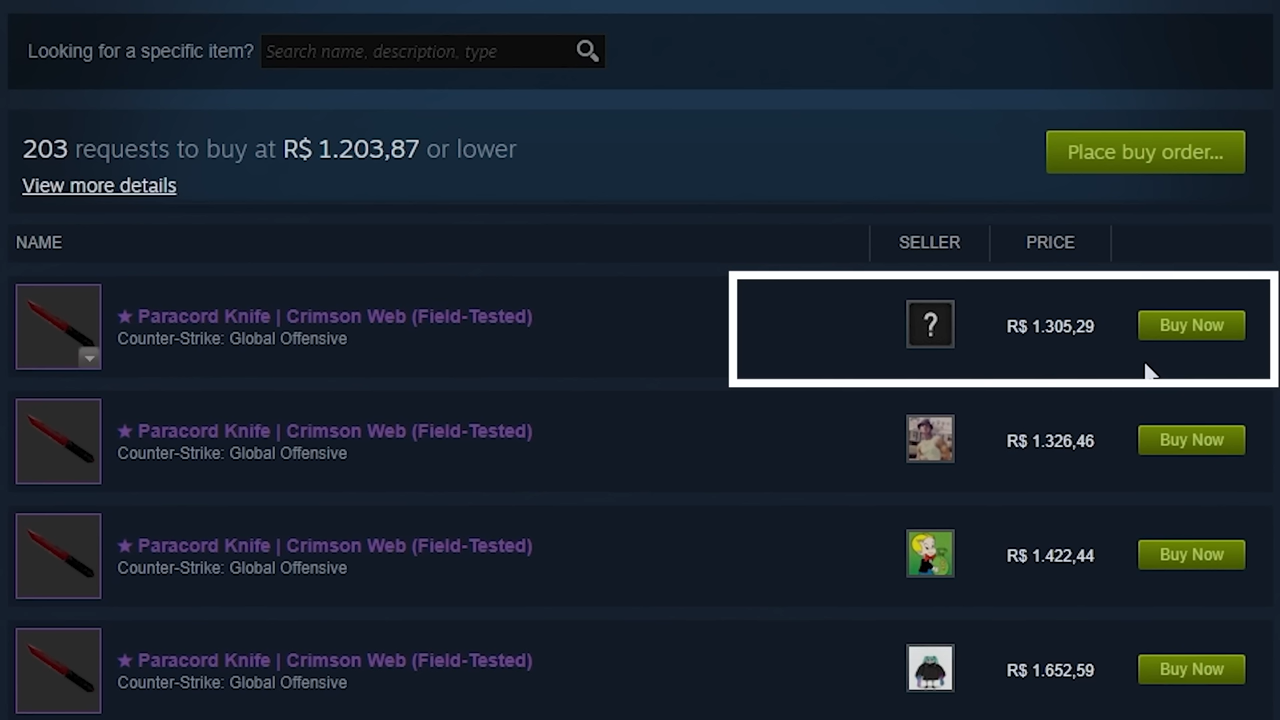 Looking for a specific item? Search name, description, type
203 requests to buy at R$ 1.203,87 or lower
Place buy order...
View more details
NAME SELLER PRICE
★ Paracord Knife | Crimson Web (Field-Tested)
Counter-Strike: Global Offensive
? R$ 1.305,29 Buy Now
★ Paracord Knife | Crimson Web (Field-Tested)
Counter-Strike: Global Offensive
R$ 1.326,46 Buy Now
★ Paracord Knife | Crimson Web (Field-Tested)
Counter-Strike: Global Offensive
R$ 1.422,44 Buy Now
★ Paracord Knife | Crimson Web (Field-Tested)
Counter-Strike: Global Offensive
R$ 1.652,59 Buy Now